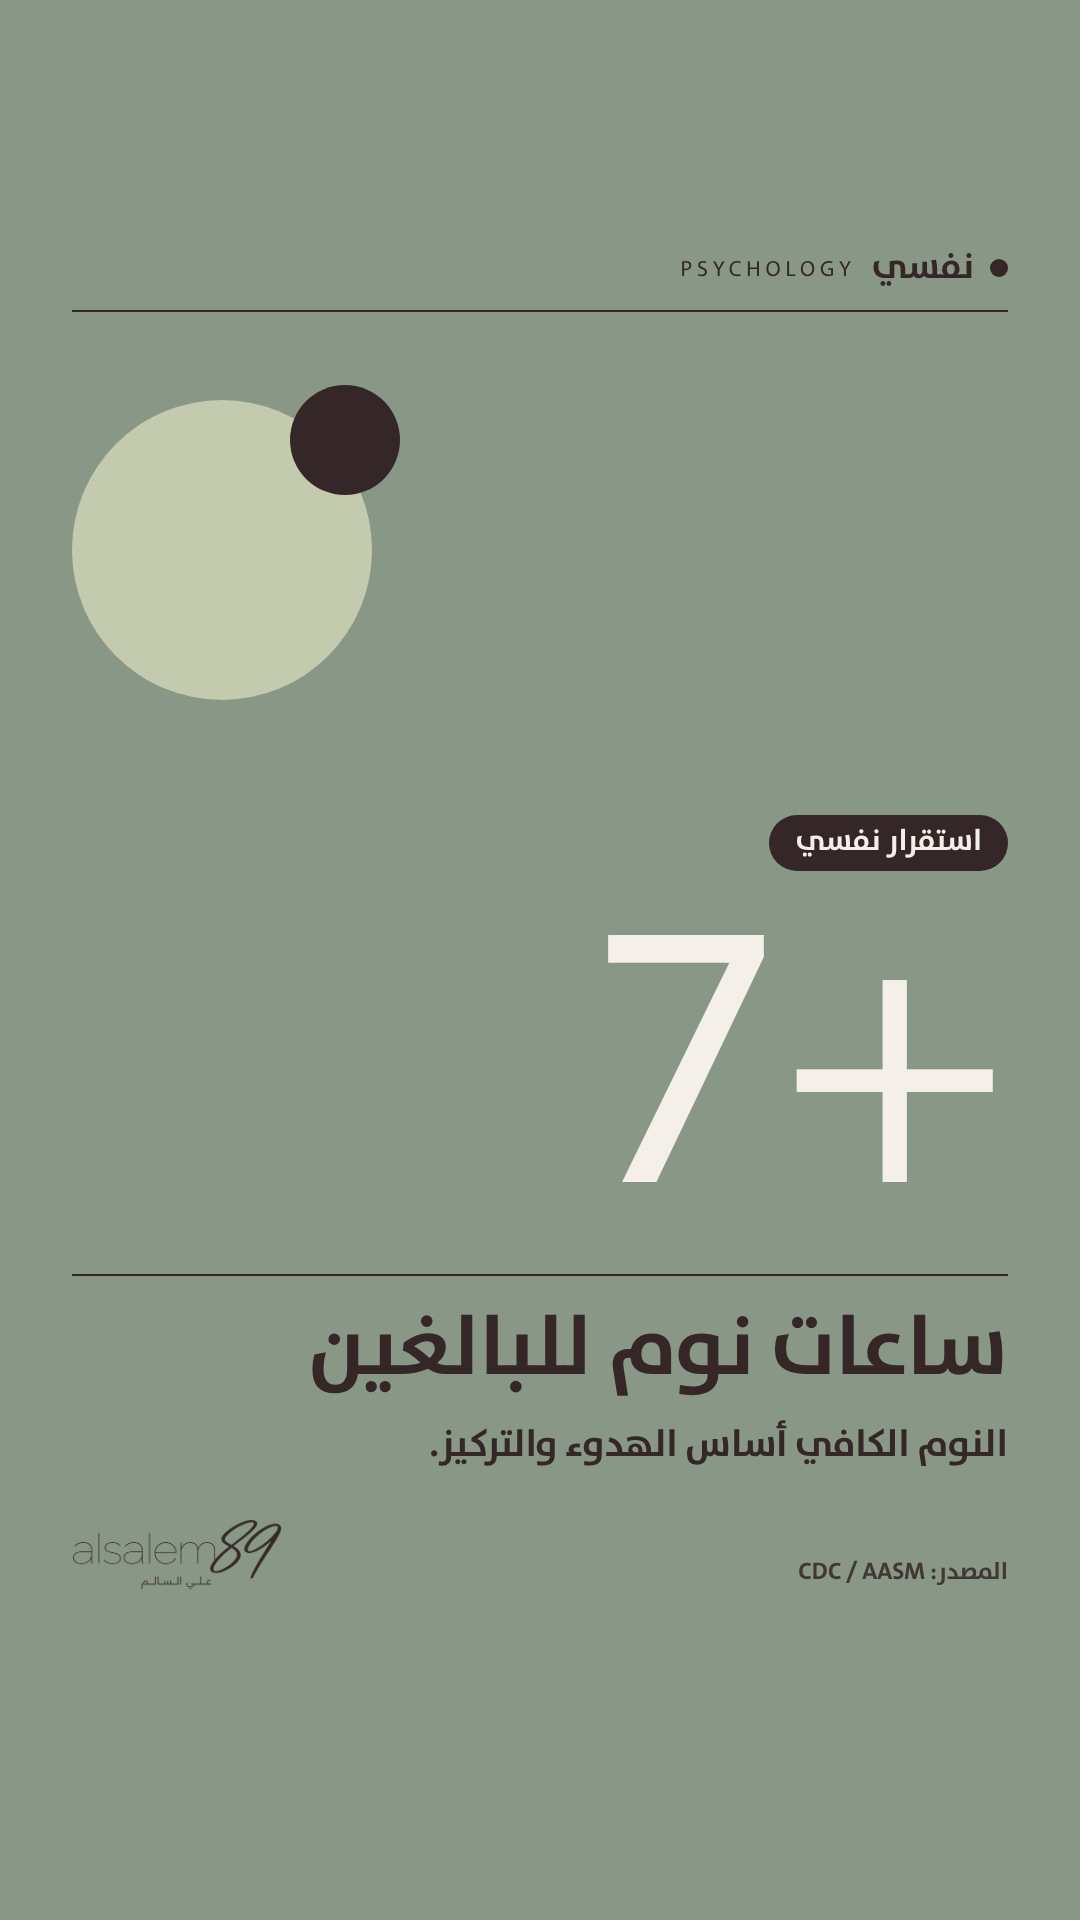 نفسي PSYCHOLOGY
استقرار نفسي
7+
ساعات نوم للبالغين
النوم الكافي أساس الهدوء والتركيز.
المصدر: CDC / AASM
alsalem89
علي السالم